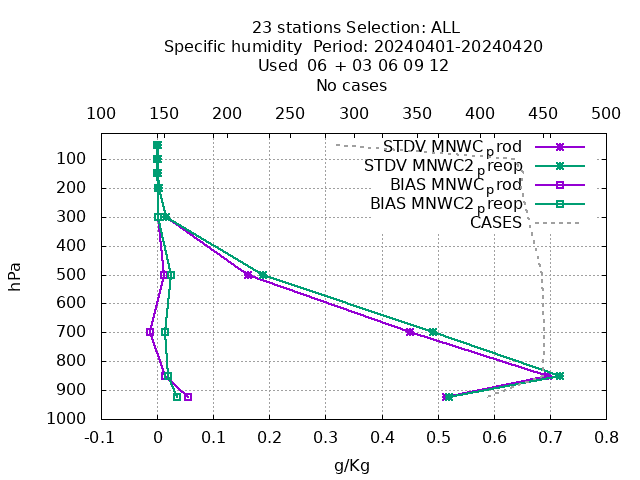 23 stations Selection: ALL
Specific humidity  Period: 20240401-20240420
Used 06 + 03 06 09 12
No cases
100 150 200 250 300 350 400 450 500
STDV MNWC_prod
STDV MNWC2_preop
BIAS MNWC_prod
BIAS MNWC2_preop
CASES
100
200
300
400
500
600
700
800
900
1000
hPa
-0.1 0 0.1 0.2 0.3 0.4 0.5 0.6 0.7 0.8
g/Kg